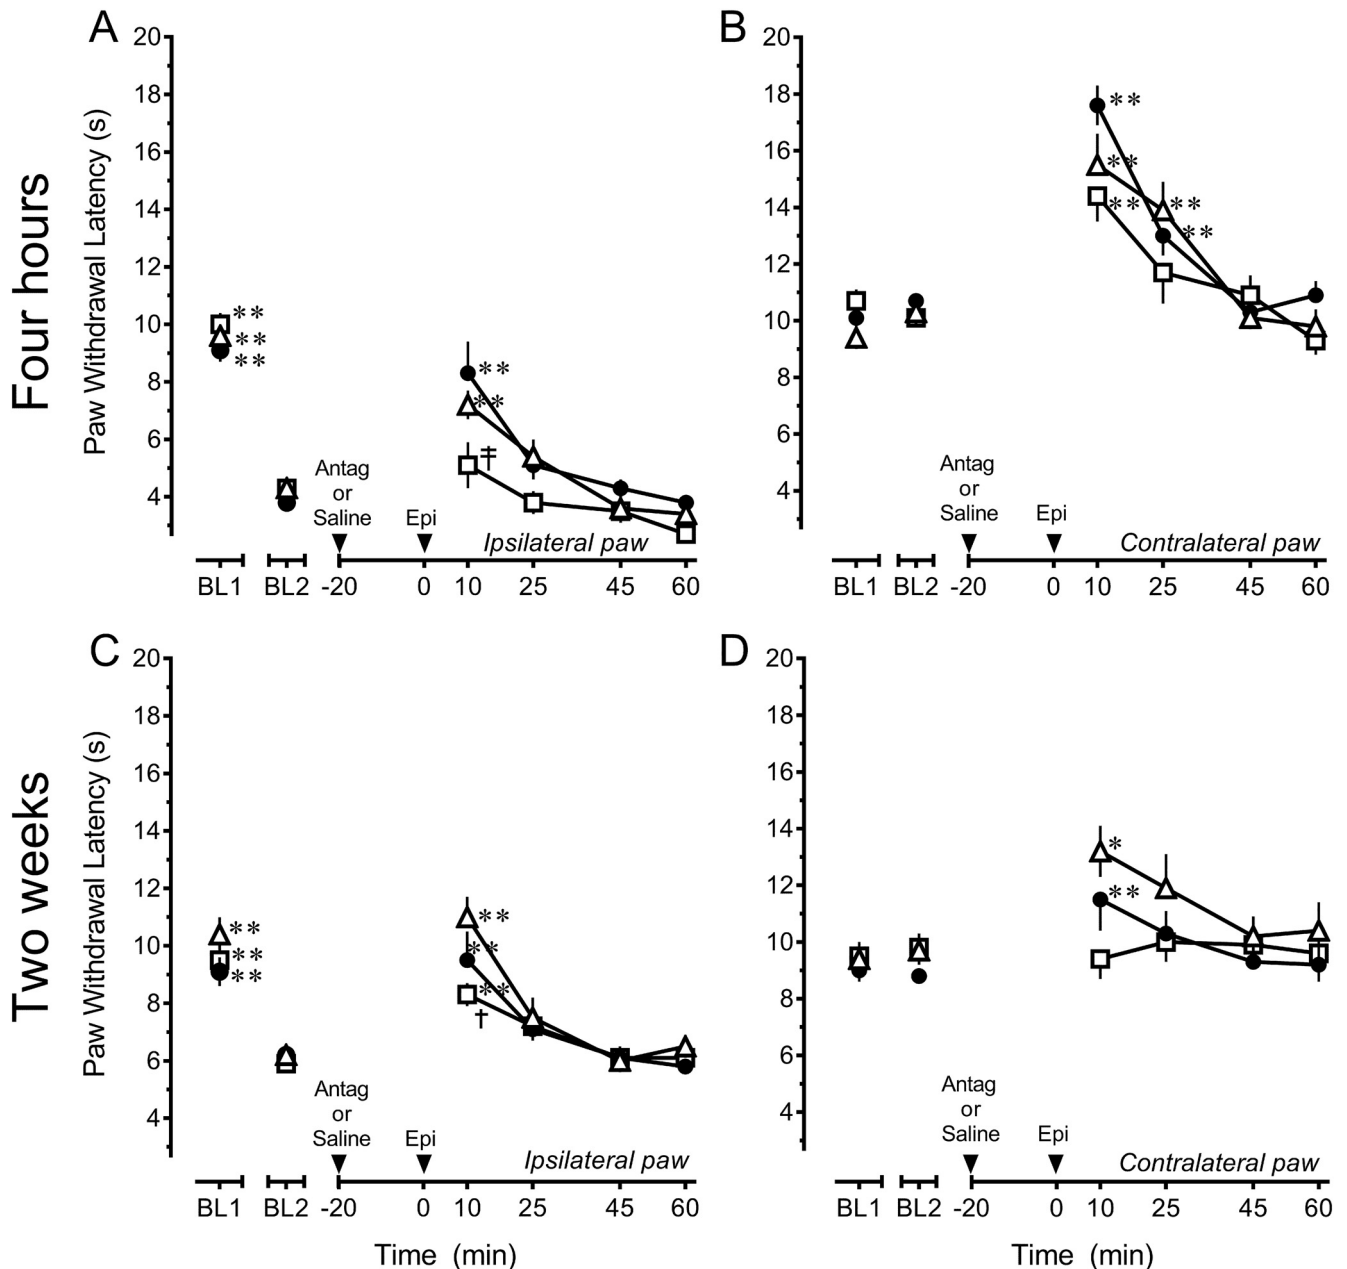 Four hours
A
Paw Withdrawal Latency (s)
20
18
16
14
12
10
8
6
4
**
**
**
**
**
‡
Antag
or
Saline
Epi
Ipsilateral paw
BL1 BL2 -20 0 10 25 45 60
B
20
18
16
14
12
10
8
6
4
**
**
**
**
**
Antag
or
Saline
Epi
Contralateral paw
BL1 BL2 -20 0 10 25 45 60
Two weeks
C
Paw Withdrawal Latency (s)
20
18
16
14
12
10
8
6
4
**
**
**
**
**
**
†
Antag
or
Saline
Epi
Ipsilateral paw
BL1 BL2 -20 0 10 25 45 60
Time (min)
D
20
18
16
14
12
10
8
6
4
*
**
Antag
or
Saline
Epi
Contralateral paw
BL1 BL2 -20 0 10 25 45 60
Time (min)